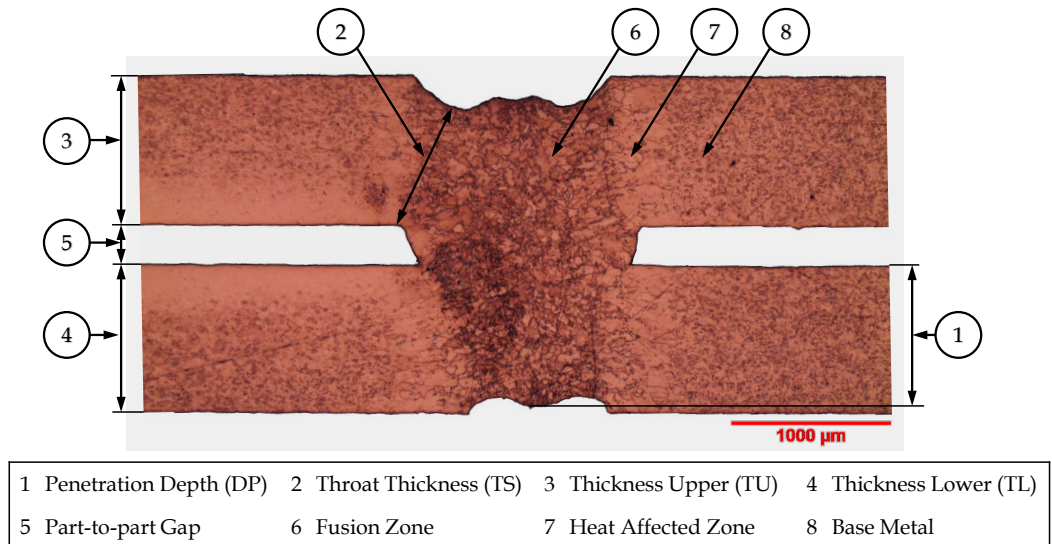 2 6 7 8
3
5
4
1
1000 µm
1 Penetration Depth (DP) 2 Throat Thickness (TS) 3 Thickness Upper (TU) 4 Thickness Lower (TL)
5 Part-to-part Gap 6 Fusion Zone 7 Heat Affected Zone 8 Base Metal